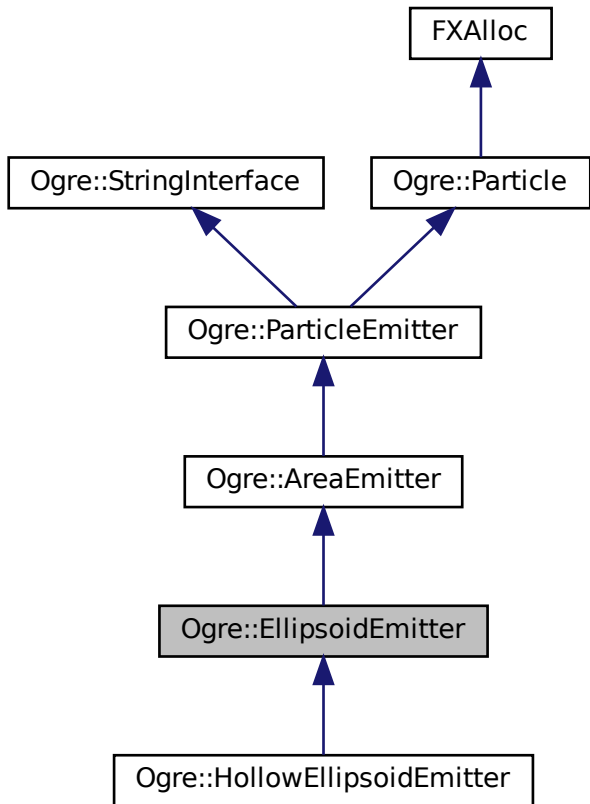 FXAlloc
Ogre::StringInterface
Ogre::Particle
Ogre::ParticleEmitter
Ogre::AreaEmitter
Ogre::EllipsoidEmitter
Ogre::HollowEllipsoidEmitter